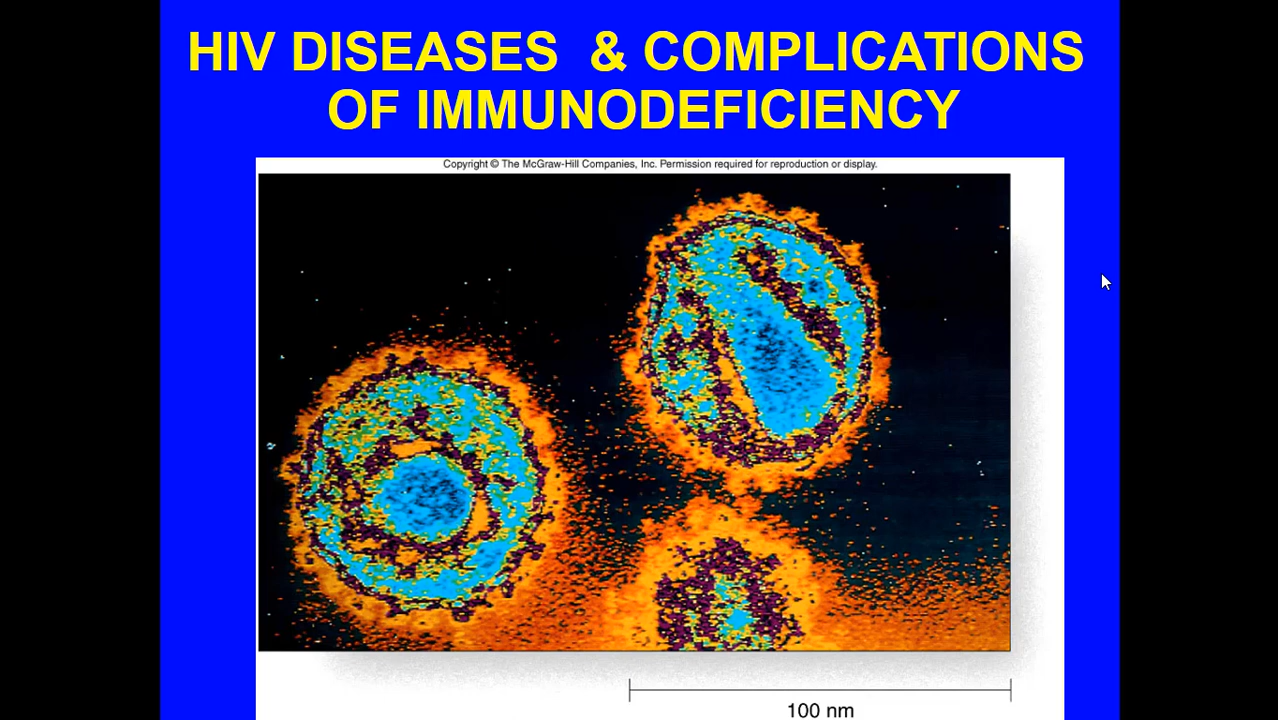 HIV DISEASES & COMPLICATIONS
OF IMMUNODEFICIENCY
Copyright © The McGraw-Hill Companies, Inc. Permission required for reproduction or display.
100 nm